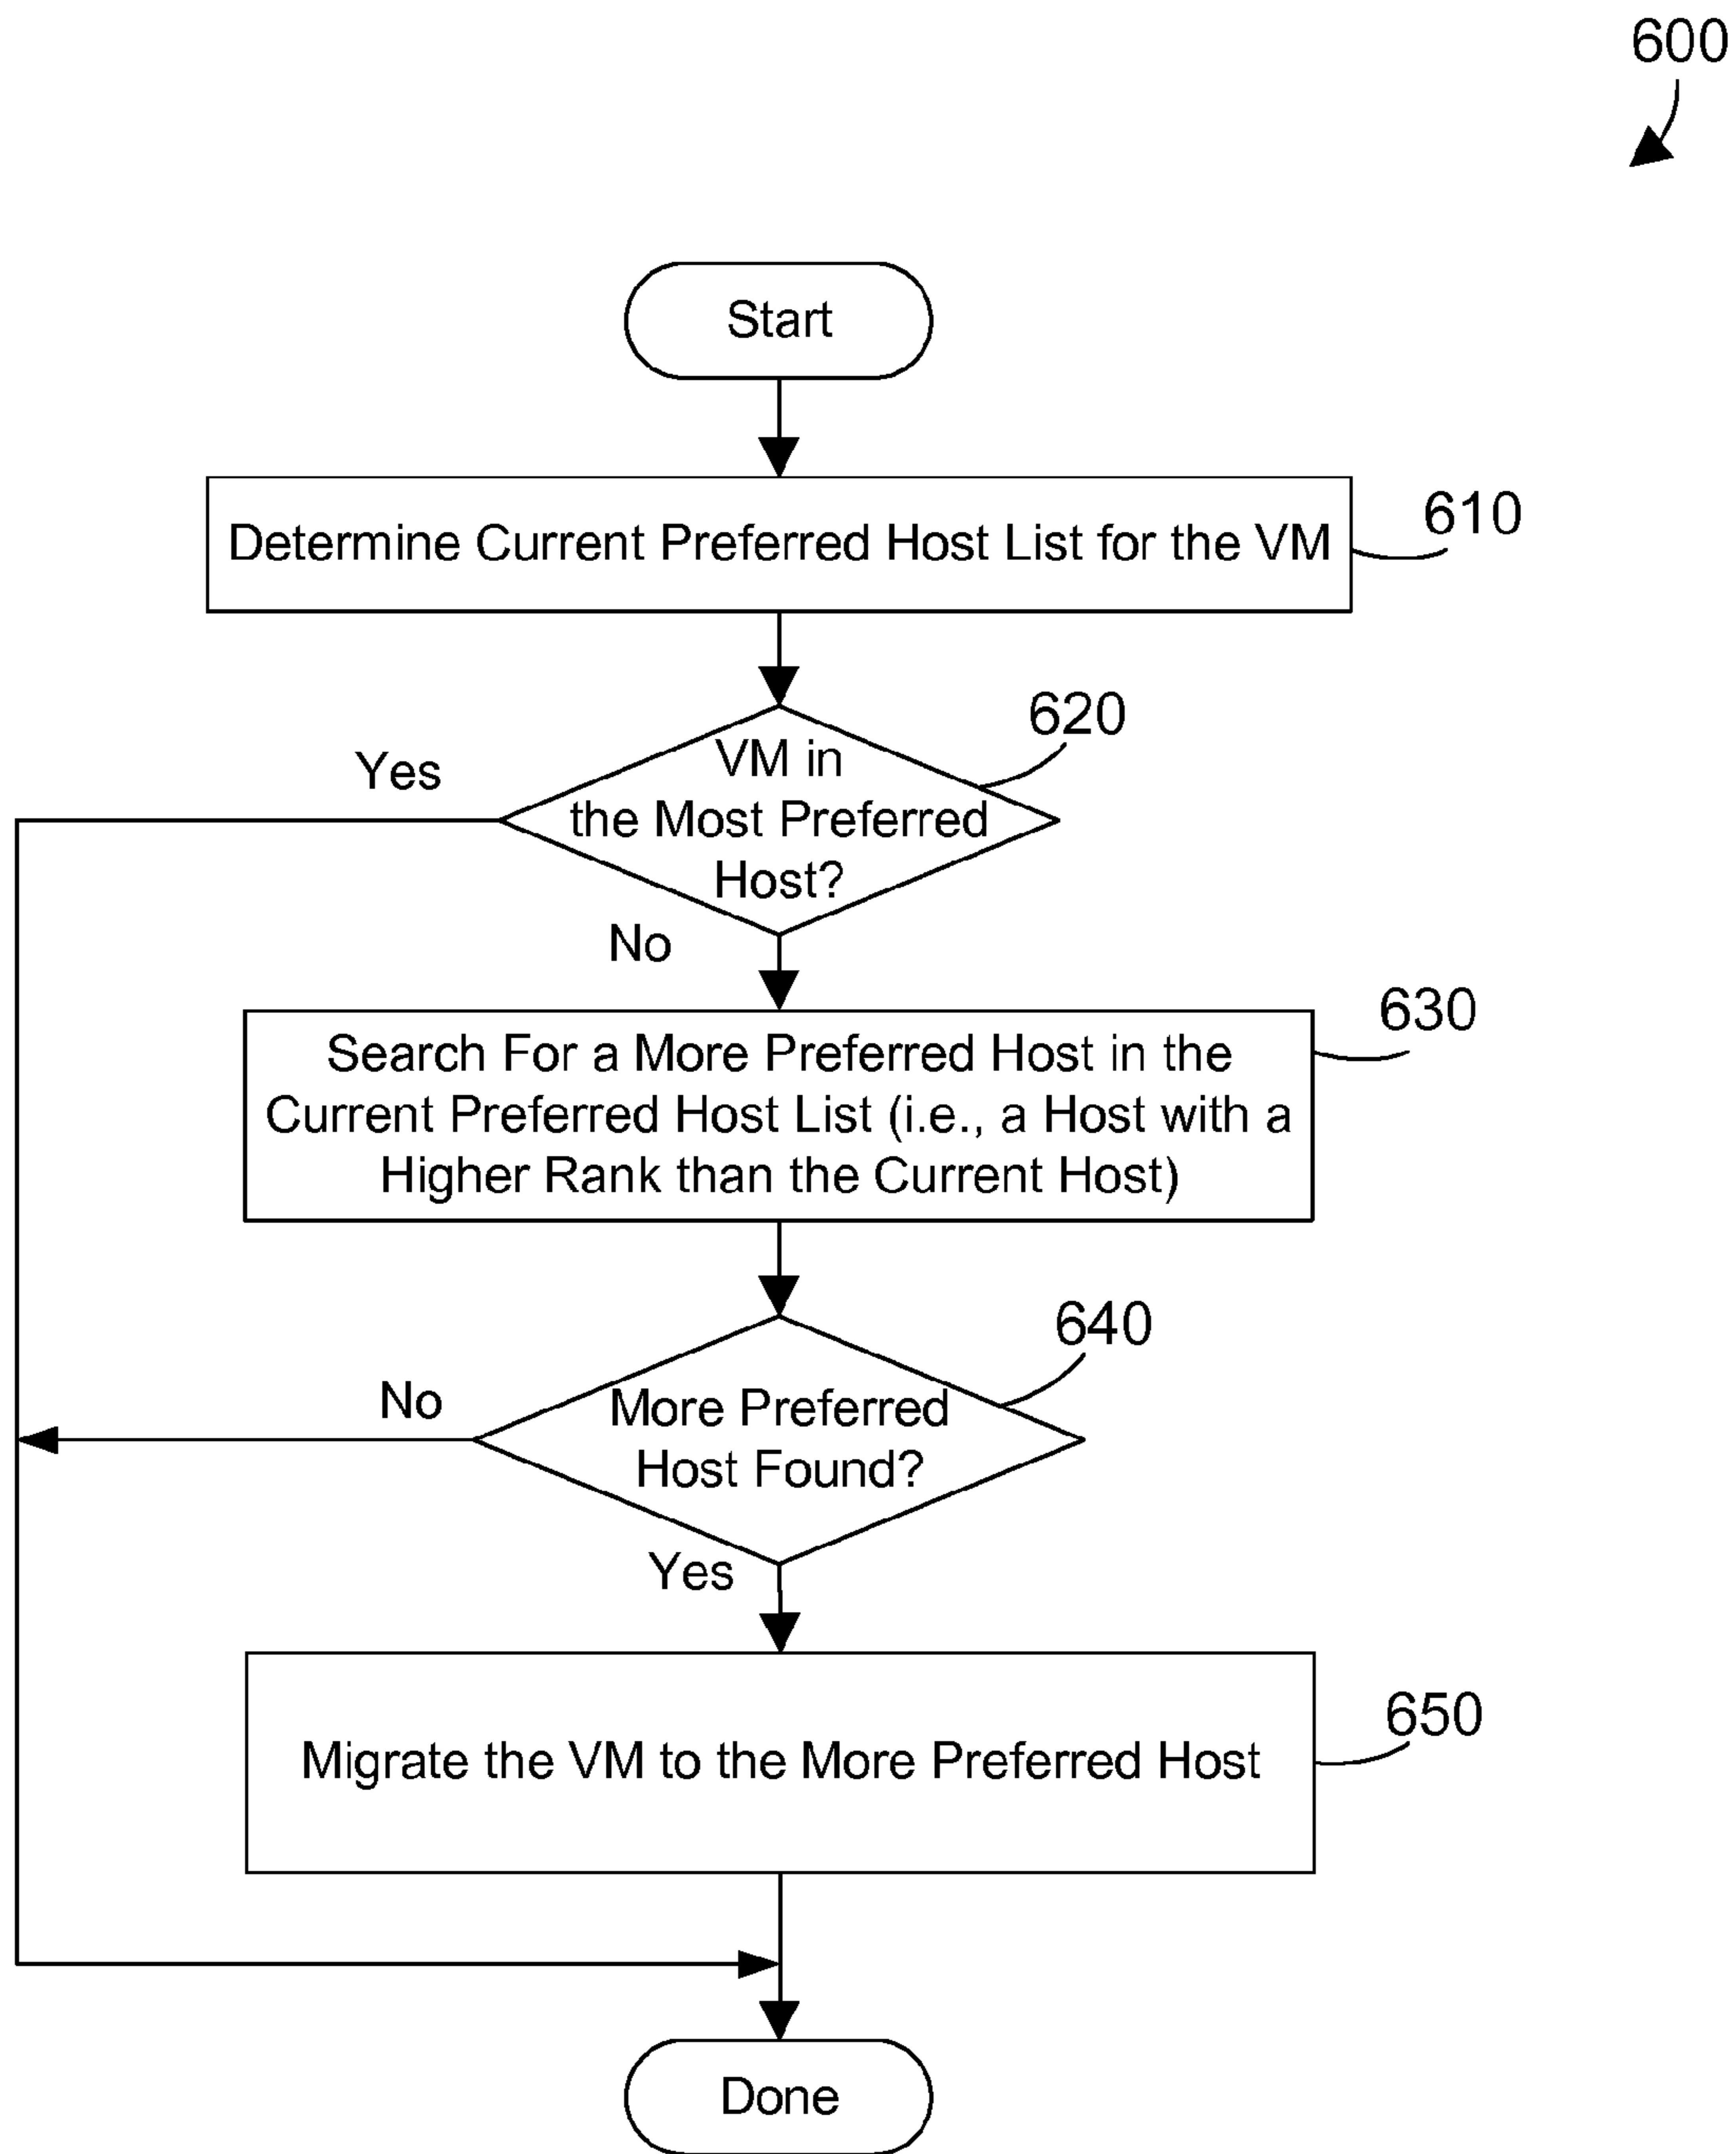 600
Start
Determine Current Preferred Host List for the VM
610
620
VM in
the Most Preferred
Host?
Yes
No
630
Search For a More Preferred Host in the
Current Preferred Host List (i.e., a Host with a
Higher Rank than the Current Host)
640
More Preferred
Host Found?
No
Yes
650
Migrate the VM to the More Preferred Host
Done